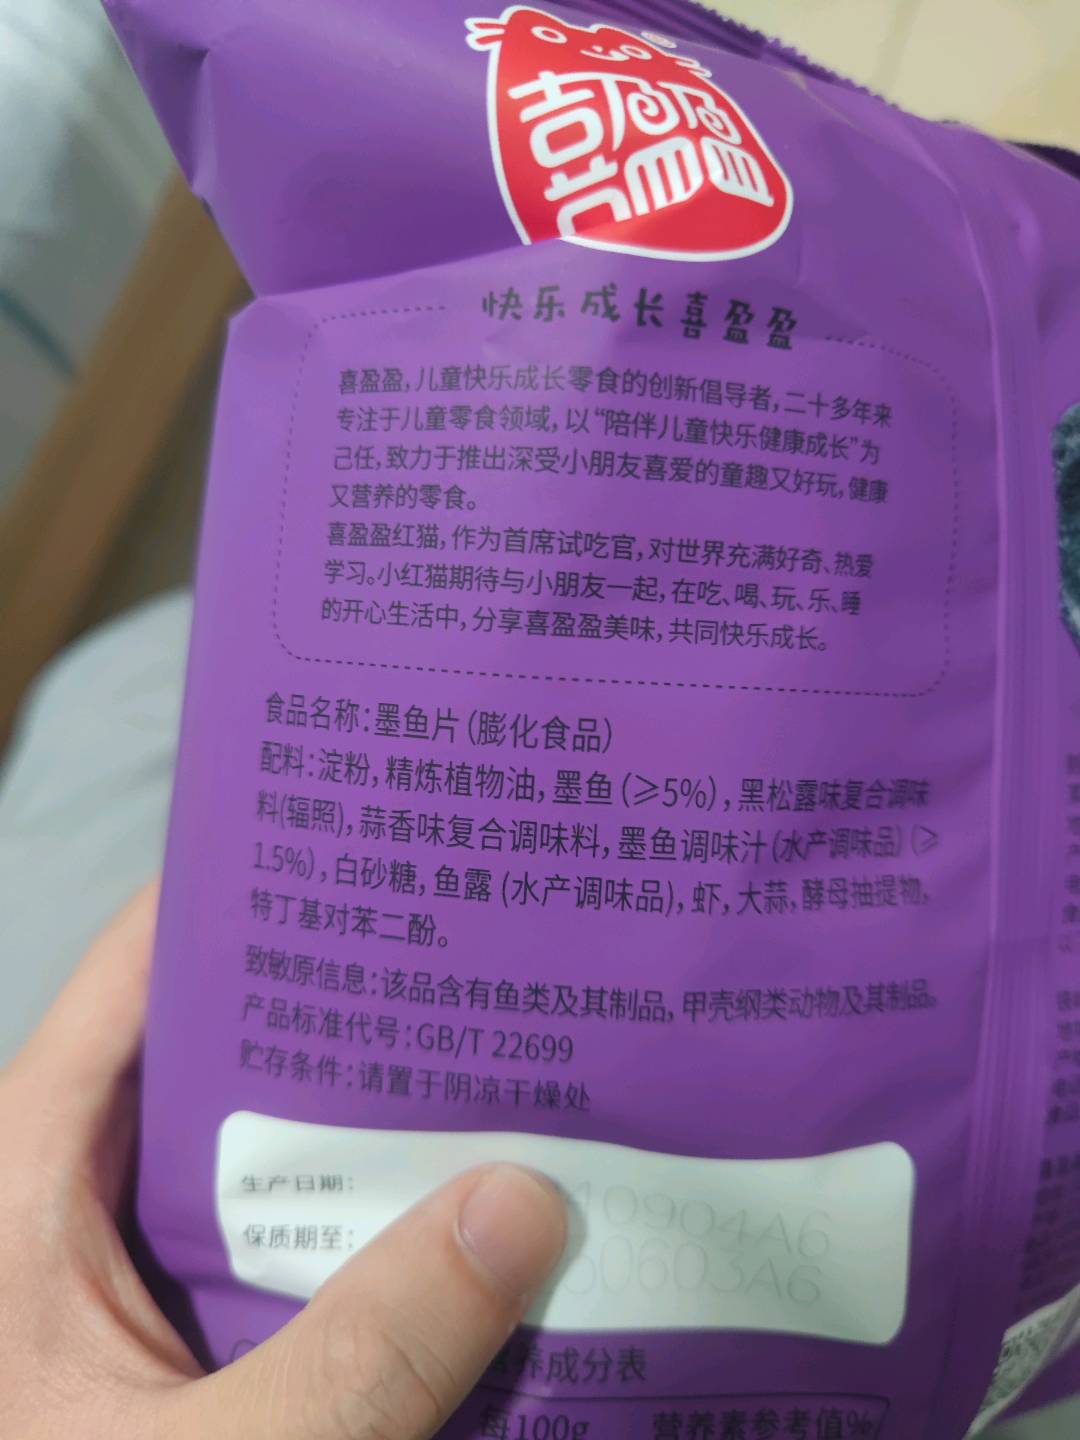 喜盈盈
快乐成长喜盈盈
喜盈盈,儿童快乐成长零食的创新倡导者,二十多年来
专注于儿童零食领域,以“陪伴儿童快乐健康成长”为
己任,致力于推出深受小朋友喜爱的童趣又好玩,健康
又营养的零食。
喜盈盈红猫,作为首席试吃官,对世界充满好奇、热爱
学习。小红猫期待与小朋友一起,在吃、喝、玩、乐、睡
的开心生活中,分享喜盈盈美味,共同快乐成长。
食品名称:墨鱼片(膨化食品)
配料:淀粉,精炼植物油,墨鱼(≥5%),黑松露味复合调味
料(辐照),蒜香味复合调味料,墨鱼调味汁(水产调味品)(≥
1.5%),白砂糖,鱼露(水产调味品),虾,大蒜,酵母抽提物,
特丁基对苯二酚。
致敏原信息:该品含有鱼类及其制品,甲壳纲类动物及其制品。
产品标准代号:GB/T 22699
贮存条件:请置于阴凉干燥处
生产日期: 10904A6
保质期至: 50603A6
养成分表
每100g 营养素参考值%